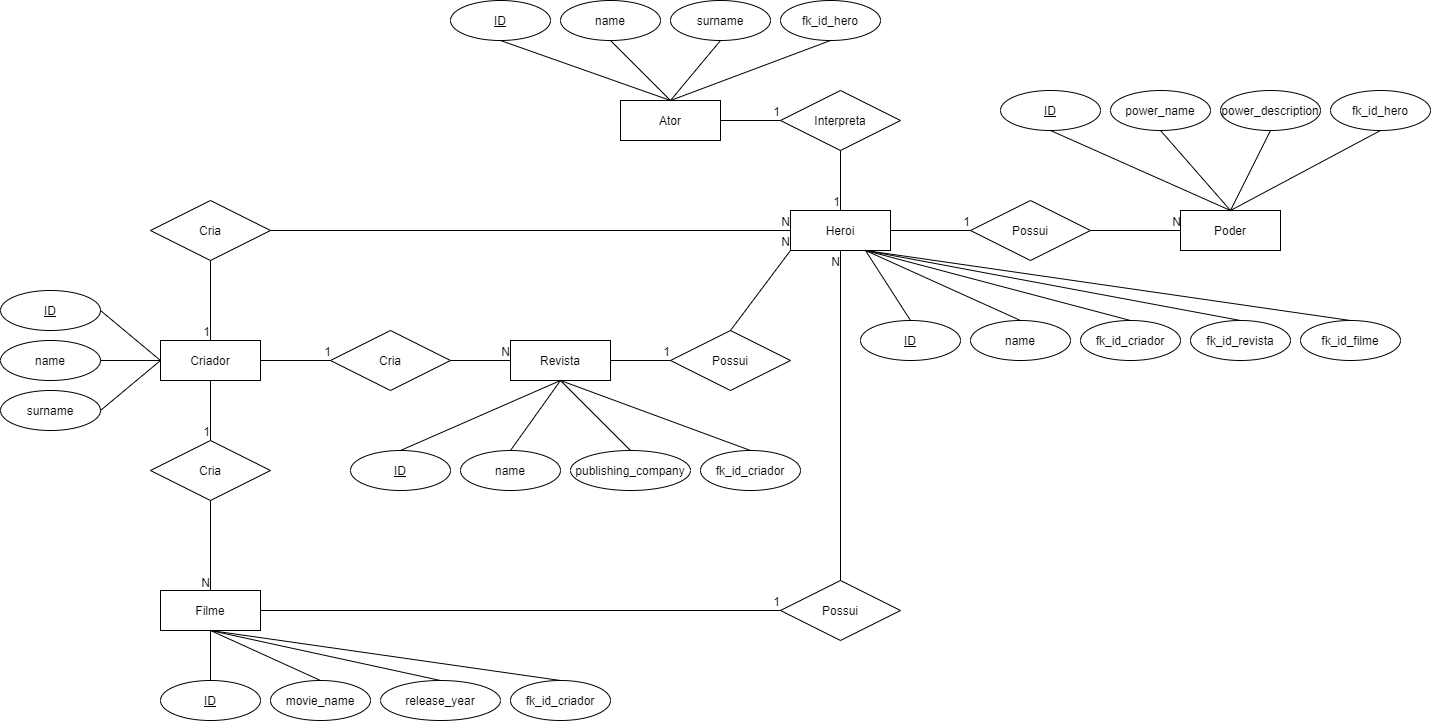 ID
name
surname
fk_id_hero
Ator
1
Interpreta
1
ID
power_name
power_description
fk_id_hero
Cria
N
Heroi
1
Possui
N
Poder
N
N
ID
name
surname
1
Criador
1
Cria
N
Revista
1
Possui
ID
name
fk_id_criador
fk_id_revista
fk_id_filme
1
Cria
ID
name
publishing_company
fk_id_criador
N
Filme
1
Possui
ID
movie_name
release_year
fk_id_criador